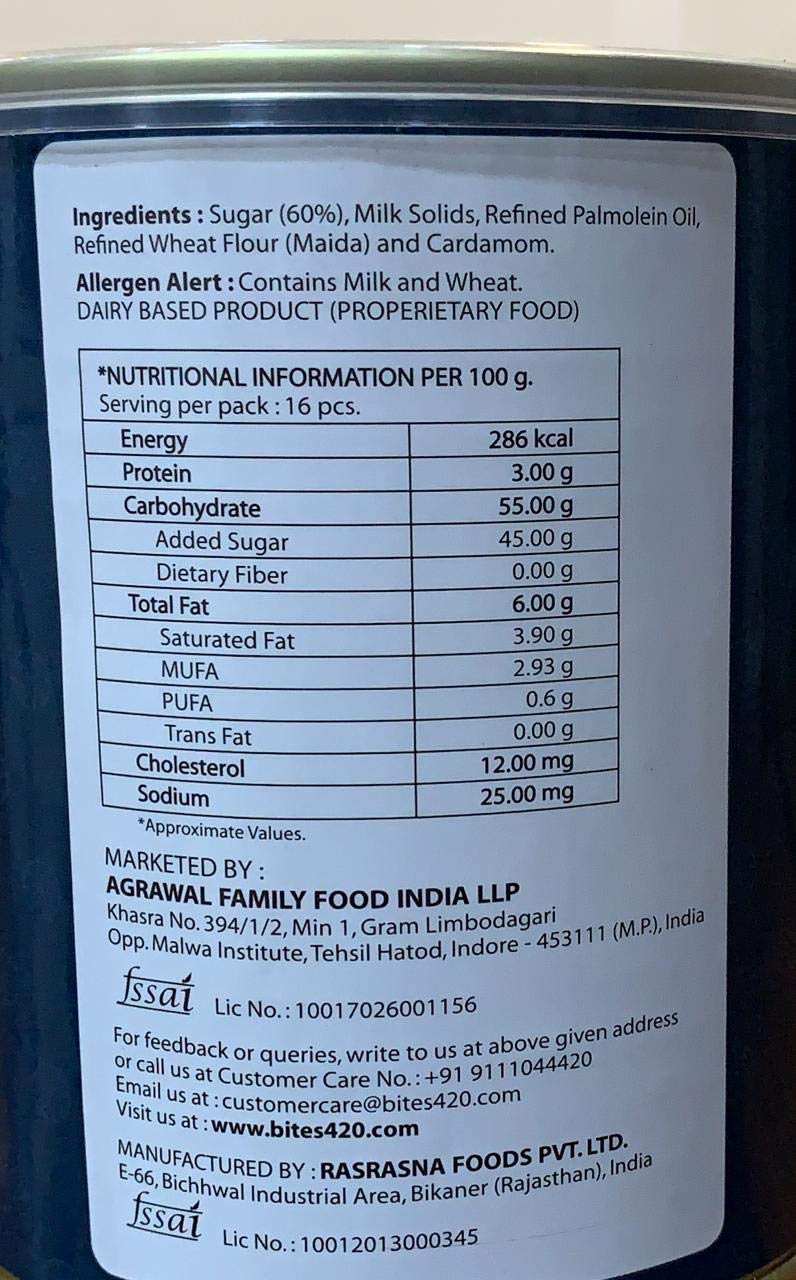 Ingredients : Sugar (60%), Milk Solids, Refined Palmolein Oil,
Refined Wheat Flour (Maida) and Cardamom.
Allergen Alert : Contains Milk and Wheat.
DAIRY BASED PRODUCT (PROPERIETARY FOOD)
*NUTRITIONAL INFORMATION PER 100 g.
Serving per pack : 16 pcs.
Energy 286 kcal
Protein 3.00 g
Carbohydrate 55.00 g
Added Sugar 45.00 g
Dietary Fiber 0.00 g
Total Fat 6.00 g
Saturated Fat 3.90 g
MUFA 2.93 g
PUFA 0.6 g
Trans Fat 0.00 g
Cholesterol 12.00 mg
Sodium 25.00 mg
*Approximate Values.
MARKETED BY :
AGRAWAL FAMILY FOOD INDIA LLP
Khasra No. 394/1/2, Min 1, Gram Limbodagari
Opp. Malwa Institute, Tehsil Hatod, Indore - 453111 (M.P.), India
fssai Lic No. : 10017026001156
For feedback or queries, write to us at above given address
or call us at Customer Care No. : +91 9111044420
Email us at : customercare@bites420.com
Visit us at : www.bites420.com
MANUFACTURED BY : RASRASNA FOODS PVT. LTD.
E-66, Bichhwal Industrial Area, Bikaner (Rajasthan), India
fssai Lic No. : 10012013000345